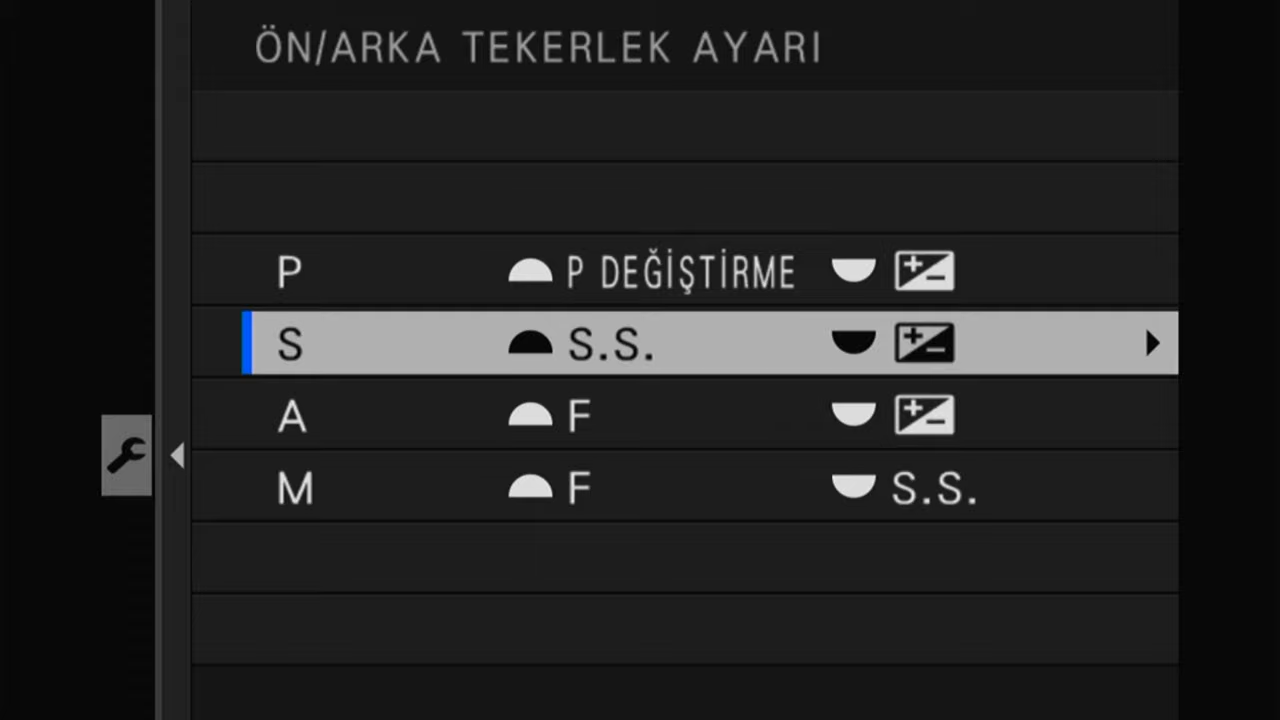 ÖN/ARKA TEKERLEK AYARI
P P DEĞİŞTİRME
S S.S.
A F
M F S.S.